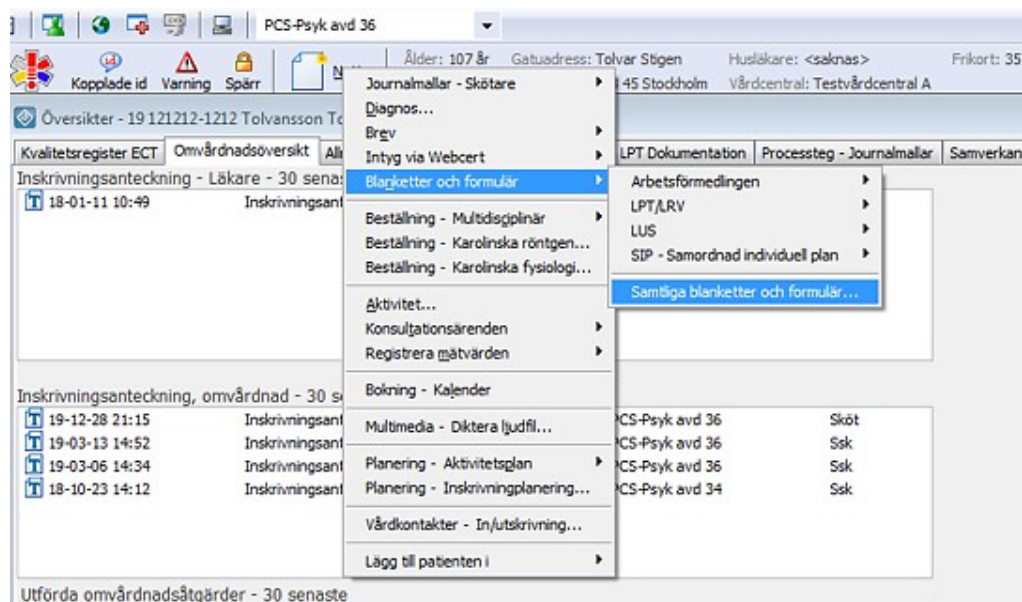 PCS-Psyk avd 36
Kopplade id Varning Spärr
Ålder: 107 år Gatuadress: Tolvar Stigen Husläkare: <saknas> Frikort: 35
45 Stockholm Vårdcentral: Testvårdcentral A
Översikter - 19 121212-1212 Tolvansson To
Kvalitetsregister ECT Omvårdnadsöversikt LPT Dokumentation Processteg - Journalmallar Samverkan
Inskrivningsanteckning - Läkare - 30 sena
18-01-11 10:49 Inskrivningsant
Inskrivningsanteckning, omvårdnad - 30 s
19-12-28 21:15 Inskrivningsant PCS-Psyk avd 36 Sköt
19-03-13 14:52 Inskrivningsant PCS-Psyk avd 36 Ssk
19-03-06 14:34 Inskrivningsant PCS-Psyk avd 36 Ssk
18-10-23 14:12 Inskrivningsant PCS-Psyk avd 34 Ssk
Utförda omvårdnadsåtgärder - 30 senaste
Journalmallar - Skötare
Diagnos...
Brev
Intyg via Webcert
Blanketter och formulär
Beställning - Multidisciplinär
Beställning - Karolinska röntgen...
Beställning - Karolinska fysiologi...
Aktivitet...
Konsultationsärenden
Registrera mätvärden
Bokning - Kalender
Multimedia - Diktera ljudfil...
Planering - Aktivitetsplan
Planering - Inskrivningplanering...
Vårdkontakter - In/utskrivning...
Lägg till patienten i
Arbetsförmedlingen
LPT/LRV
LUS
SIP - Samordnad individuell plan
Samtliga blanketter och formulär...